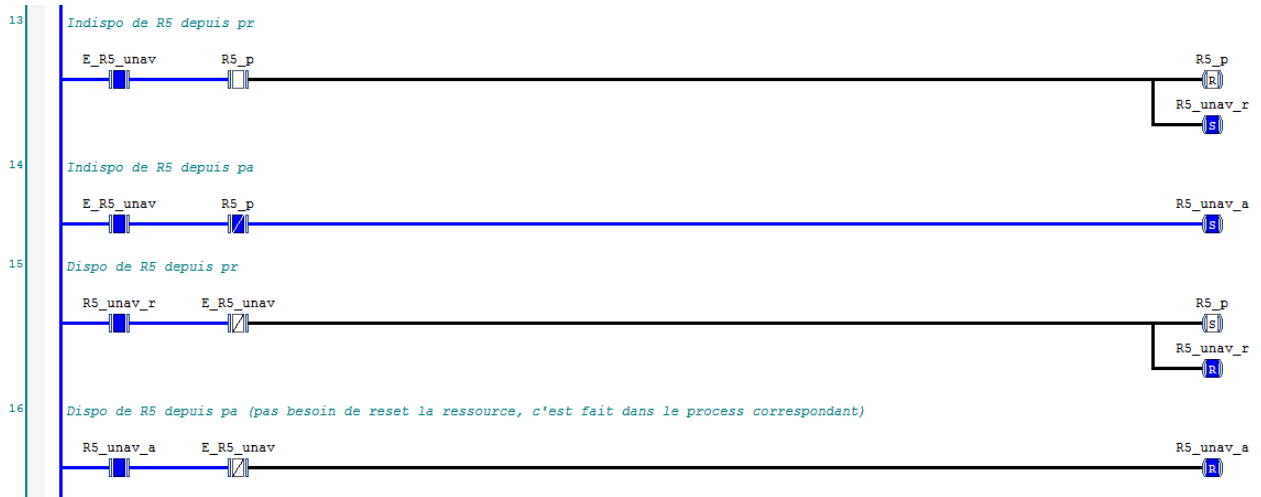 13
Indispo de R5 depuis pr
E_R5_unav R5_p R5_p
R
R5_unav_r
S
14
Indispo de R5 depuis pa
E_R5_unav R5_p R5_unav_a
S
15
Dispo de R5 depuis pr
R5_unav_r E_R5_unav R5_p
S
R5_unav_r
R
16
Dispo de R5 depuis pa (pas besoin de reset la ressource, c'est fait dans le process correspondant)
R5_unav_a E_R5_unav R5_unav_a
R